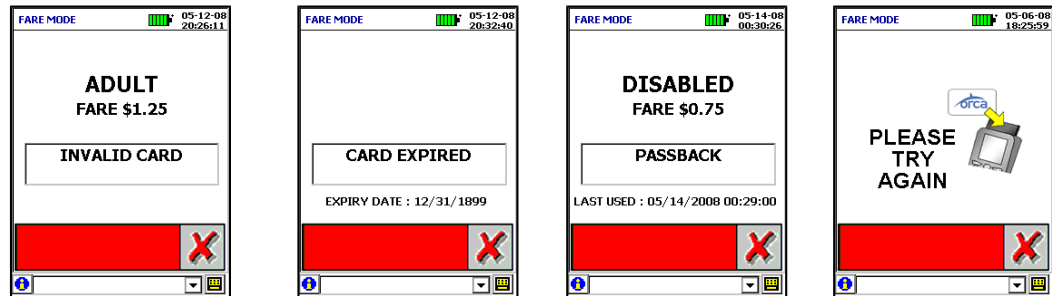 FARE MODE
05-12-08
20:26:11
ADULT
FARE $1.25
INVALID CARD
FARE MODE
05-12-08
20:32:40
CARD EXPIRED
EXPIRY DATE : 12/31/1899
FARE MODE
05-14-08
00:30:26
DISABLED
FARE $0.75
PASSBACK
LAST USED : 05/14/2008 00:29:00
FARE MODE
05-06-08
18:25:59
orca
PLEASE
TRY
AGAIN